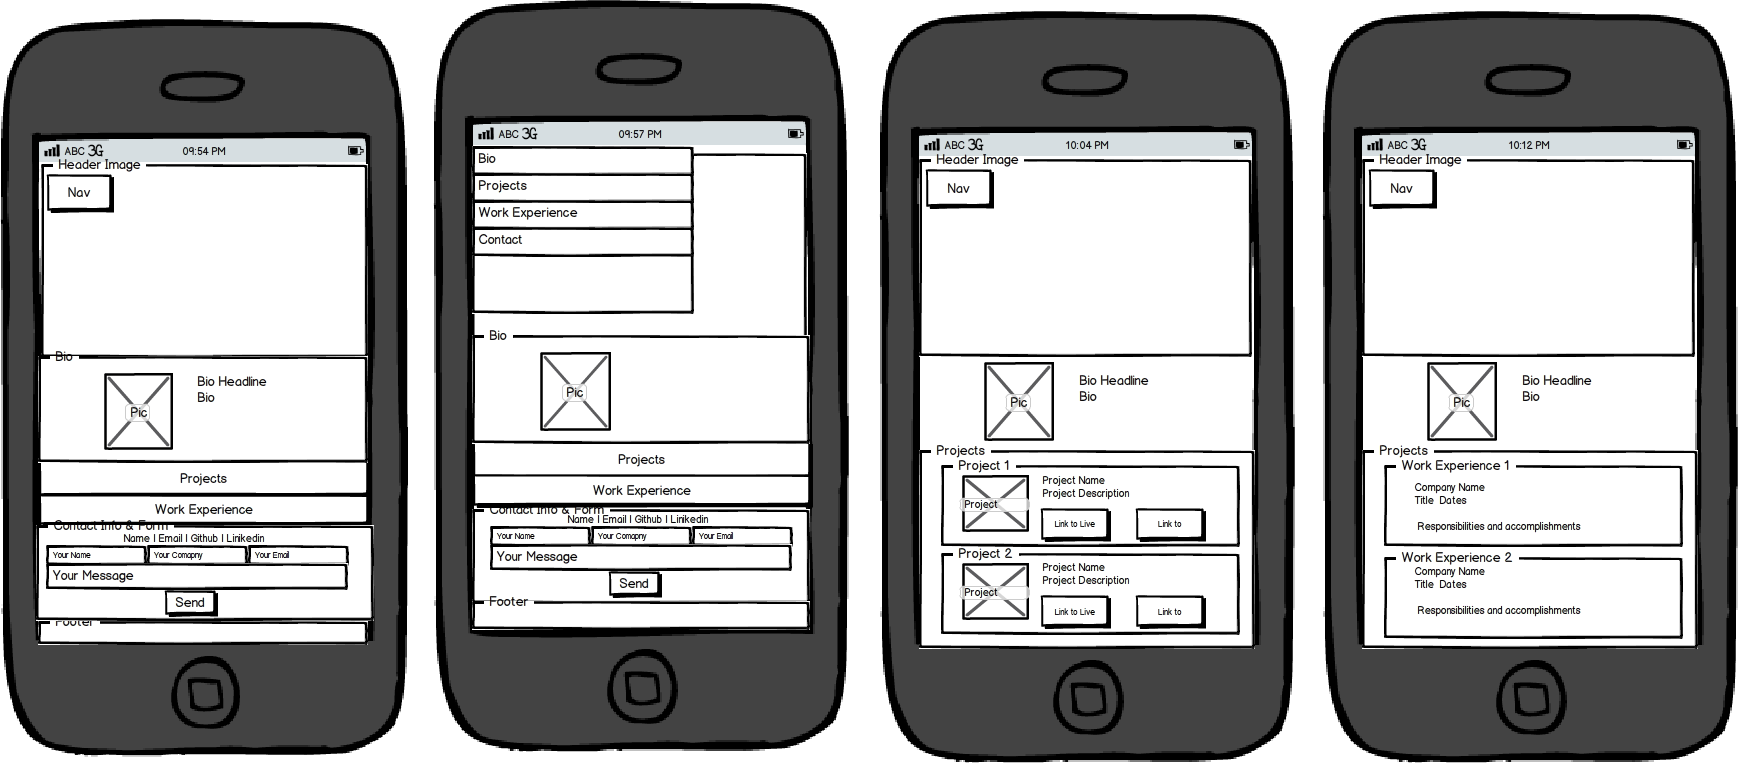 ABC 3G 09:54 PM
Header Image
Nav
Bio
Pic
Bio Headline
Bio
Projects
Work Experience
Contact Info & Form
Name | Email | Github | Linkedin
Your Name Your Comapny Your Email
Your Message
Send
Footer
ABC 3G 09:57 PM
Bio
Projects
Work Experience
Contact
Bio
Pic
Projects
Work Experience
Contact Info & Form
Name | Email | Github | Linikedin
Your Name Your Comapny Your Email
Your Message
Send
Footer
ABC 3G 10:04 PM
Header Image
Nav
Pic
Bio Headline
Bio
Projects
Project 1
Project
Project Name
Project Description
Link to Live Link to
Project 2
Project
Project Name
Project Description
Link to Live Link to
ABC 3G 10:12 PM
Header Image
Nav
Pic
Bio Headline
Bio
Projects
Work Experience 1
Company Name
Title Dates
Responsibilities and accomplishments
Work Experience 2
Company Name
Title Dates
Responsibilities and accomplishments